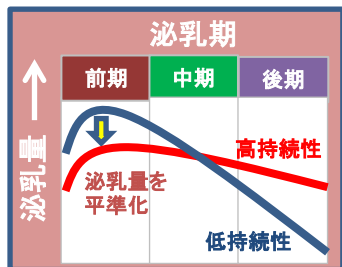 泌乳期
前期 中期 後期
泌乳量
高持続性
泌乳量を
平準化
低持続性